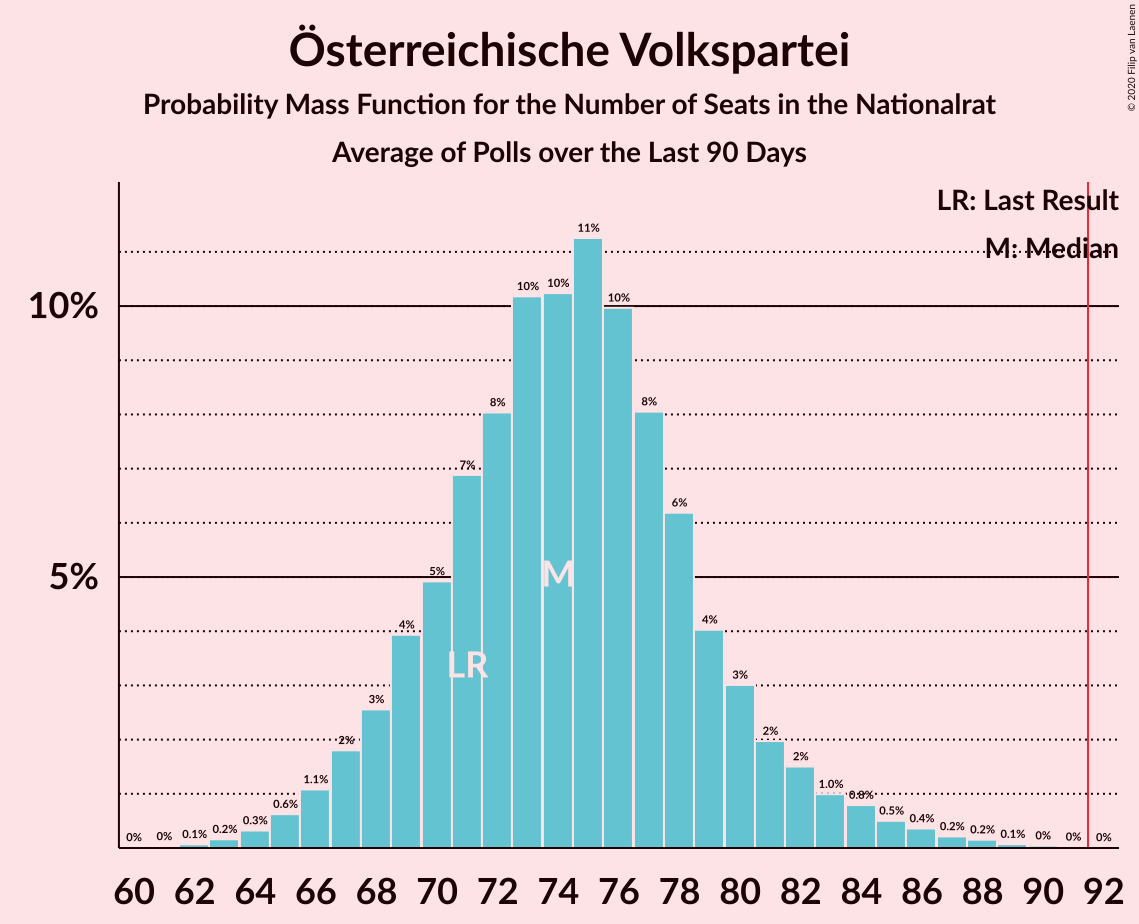 Österreichische Volkspartei
Probability Mass Function for the Number of Seats in the Nationalrat
Average of Polls over the Last 90 Days
© 2020 Filip van Laenen
LR: Last Result
M: Median
10%
5%
0% 0% 0.1% 0.2% 0.3% 0.6% 1.1% 2% 3% 4% 5% 7% 8% 10% 10% 11% 10% 8% 6% 4% 3% 2% 2% 1.0% 0.8% 0.5% 0.4% 0.2% 0.2% 0.1% 0% 0% 0%
M
LR
60 62 64 66 68 70 72 74 76 78 80 82 84 86 88 90 92